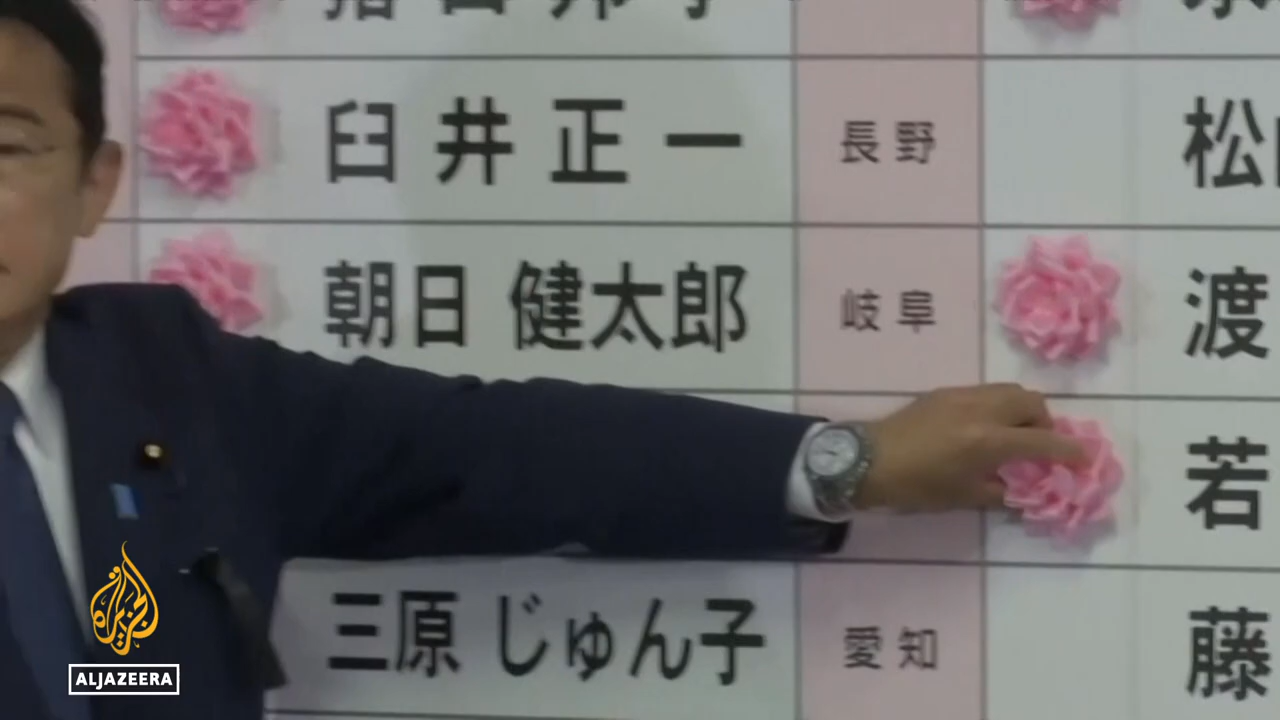 臼井正一
長野
松
朝日 健太郎
岐阜
渡
若
三原 じゅん子
愛知
藤
الجزيرة
ALJAZEERA